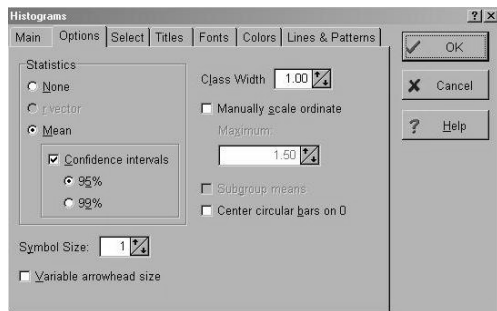 Histograms
Main Options Select Titles Fonts Colors Lines & Patterns
Statistics
None
r vector
Mean
Confidence intervals
95%
99%
Symbol Size: 1
Variable arrowhead size
Class Width 1.00
Manually scale ordinate
Maximum:
1.50
Subgroup means
Center circular bars on 0
OK
Cancel
? Help